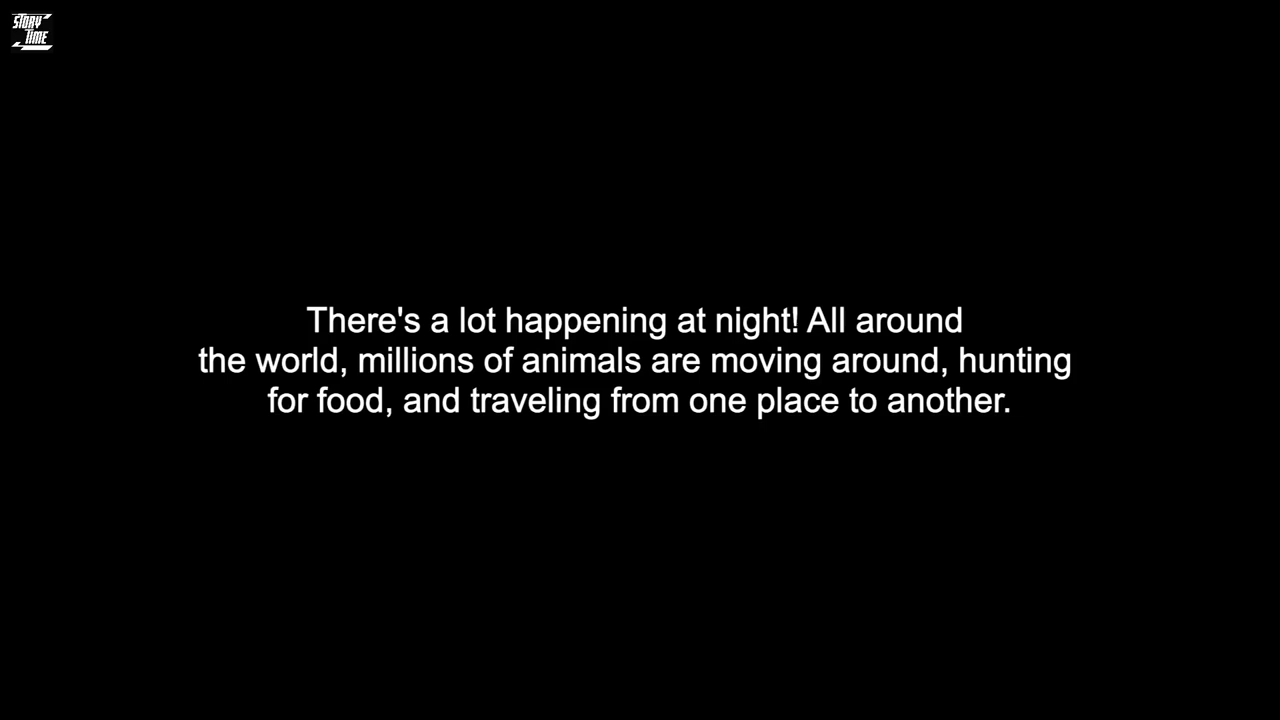 STORY
TIME
There's a lot happening at night! All around
the world, millions of animals are moving around, hunting
for food, and traveling from one place to another.